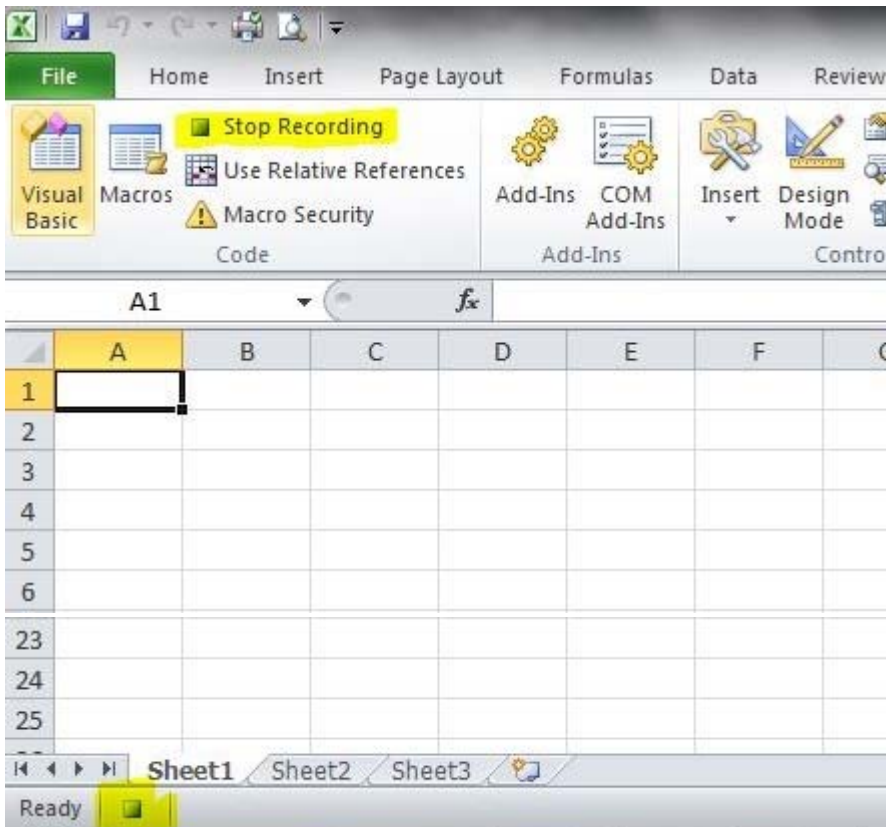 File Home Insert Page Layout Formulas Data Review
Stop Recording
Use Relative References
Macro Security
Visual Basic
Macros
Add-Ins
COM Add-Ins
Insert
Design Mode
Code
Add-Ins
A1
fx
A B C D E F
1
2
3
4
5
6
23
24
25
Sheet1 Sheet2 Sheet3
Ready